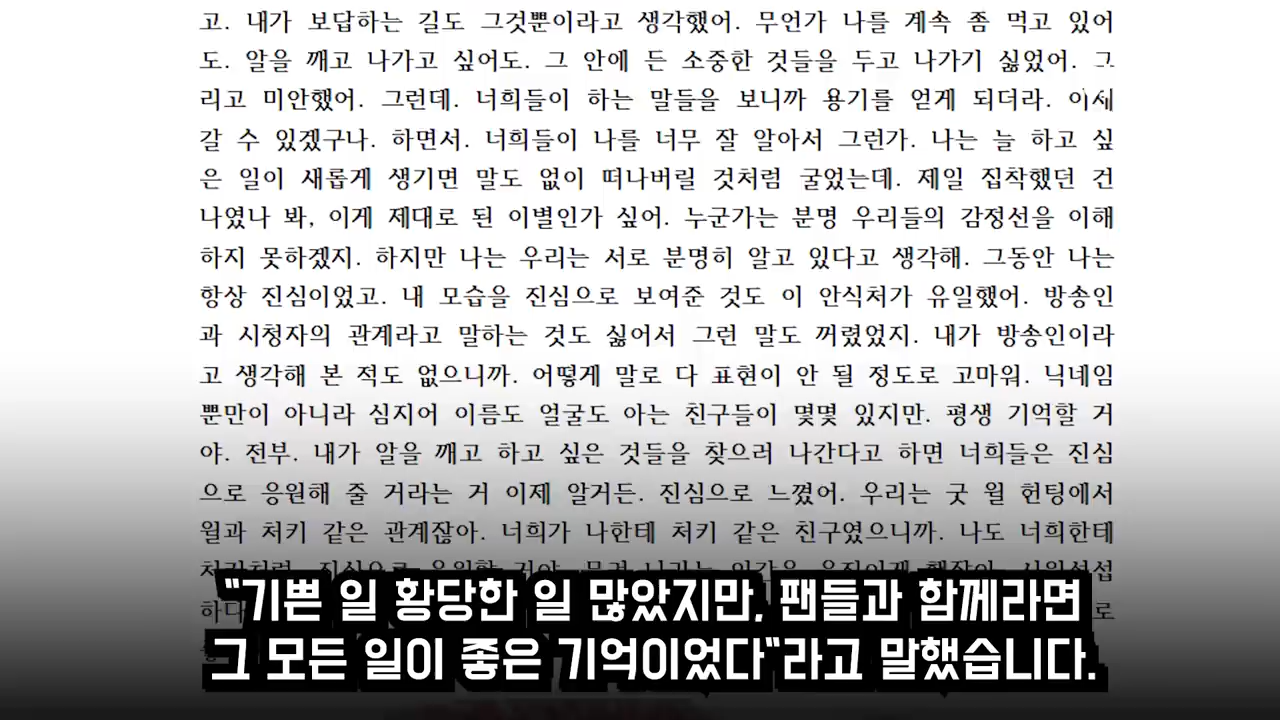 고. 내가 보답하는 길도 그것뿐이라고 생각했어. 무언가 나를 계속 좀 먹고 있어
도. 알을 깨고 나가고 싶어도. 그 안에 든 소중한 것들을 두고 나가기 싫었어. 그
리고 미안했어. 그런데. 너희들이 하는 말들을 보니까 용기를 얻게 되더라. 이제
갈 수 있겠구나. 하면서. 너희들이 나를 너무 잘 알아서 그런가. 나는 늘 하고 싶
은 일이 새롭게 생기면 말도 없이 떠나버릴 것처럼 굴었는데. 제일 집착했던 건
나였나 봐, 이게 제대로 된 이별인가 싶어. 누군가는 분명 우리들의 감정선을 이해
하지 못하겠지. 하지만 나는 우리는 서로 분명히 알고 있다고 생각해. 그동안 나는
항상 진심이었고. 내 모습을 진심으로 보여준 것도 이 안식처가 유일했어. 방송인
과 시청자의 관계라고 말하는 것도 싫어서 그런 말도 꺼렸었지. 내가 방송인이라
고 생각해 본 적도 없으니까. 어떻게 말로 다 표현이 안 될 정도로 고마워. 닉네임
뿐만이 아니라 심지어 이름도 얼굴도 아는 친구들이 몇몇 있지만. 평생 기억할 거
야. 전부. 내가 알을 깨고 하고 싶은 것들을 찾으러 나간다고 하면 너희들은 진심
으로 응원해 줄 거라는 거 이제 알거든. 진심으로 느꼈어. 우리는 굿 윌 헌팅에서
윌과 처키 같은 관계잖아. 너희가 나한테 처키 같은 친구였으니까. 나도 너희한테
하다
로
"기쁜 일 황당한 일 많았지만, 팬들과 함께라면
그 모든 일이 좋은 기억이었다"라고 말했습니다.